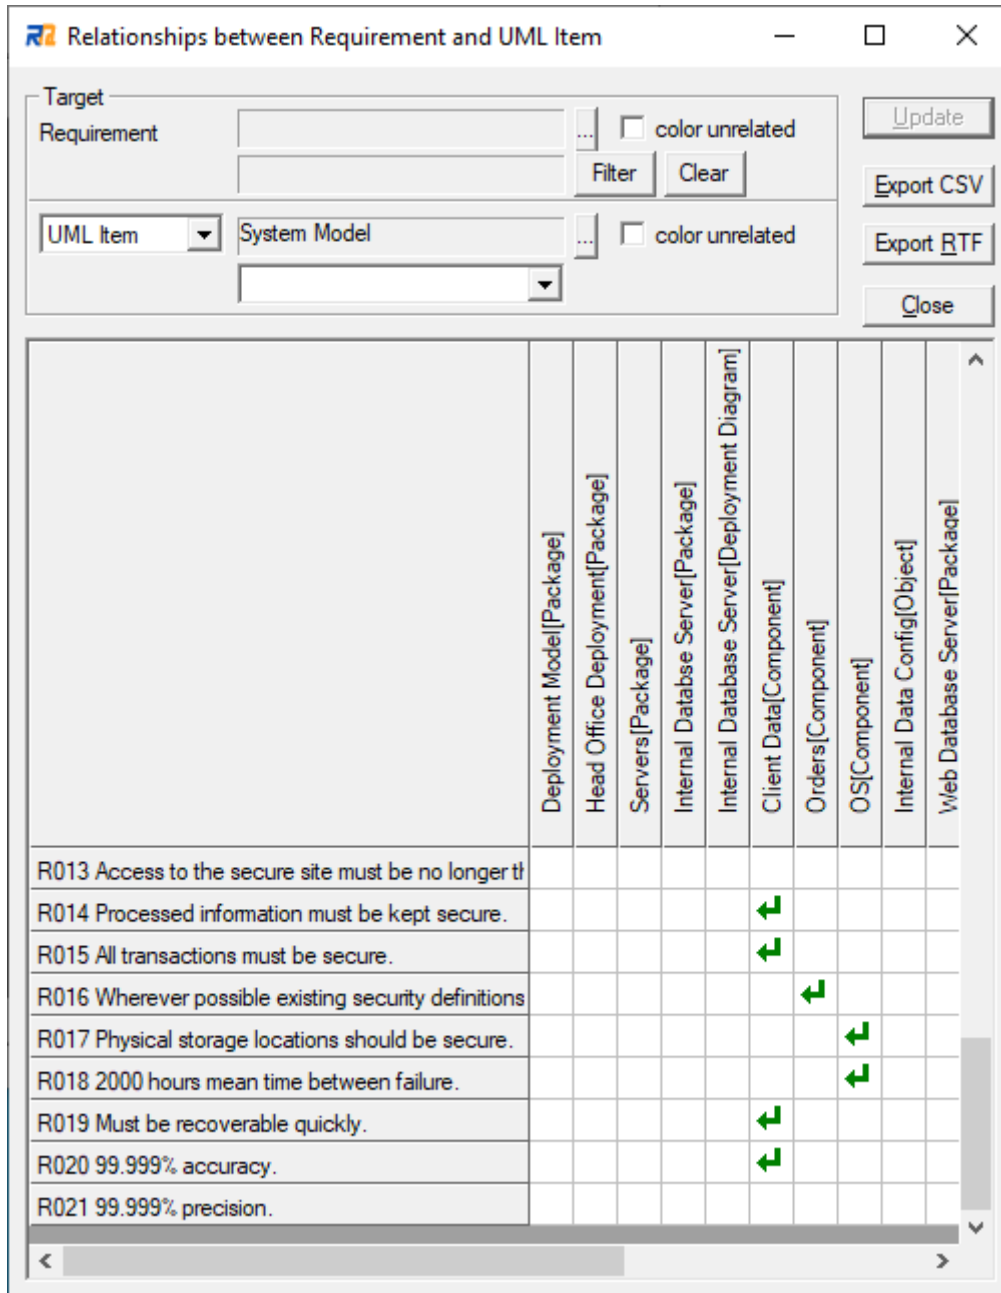 Relationships between Requirement and UML Item
Target
Requirement
...
color unrelated
Update
Filter
Clear
Export CSV
UML Item
System Model
...
color unrelated
Export RTF
Close
Deployment Model[Package]
Head Office Deployment[Package]
Servers[Package]
Internal Databse Server[Package]
Internal Database Server[Deployment Diagram]
Client Data[Component]
Orders[Component]
OS[Component]
Internal Data Config[Object]
Web Database Server[Package]
R013 Access to the secure site must be no longer th
R014 Processed information must be kept secure.
R015 All transactions must be secure.
R016 Wherever possible existing security definitions
R017 Physical storage locations should be secure.
R018 2000 hours mean time between failure.
R019 Must be recoverable quickly.
R020 99.999% accuracy.
R021 99.999% precision.